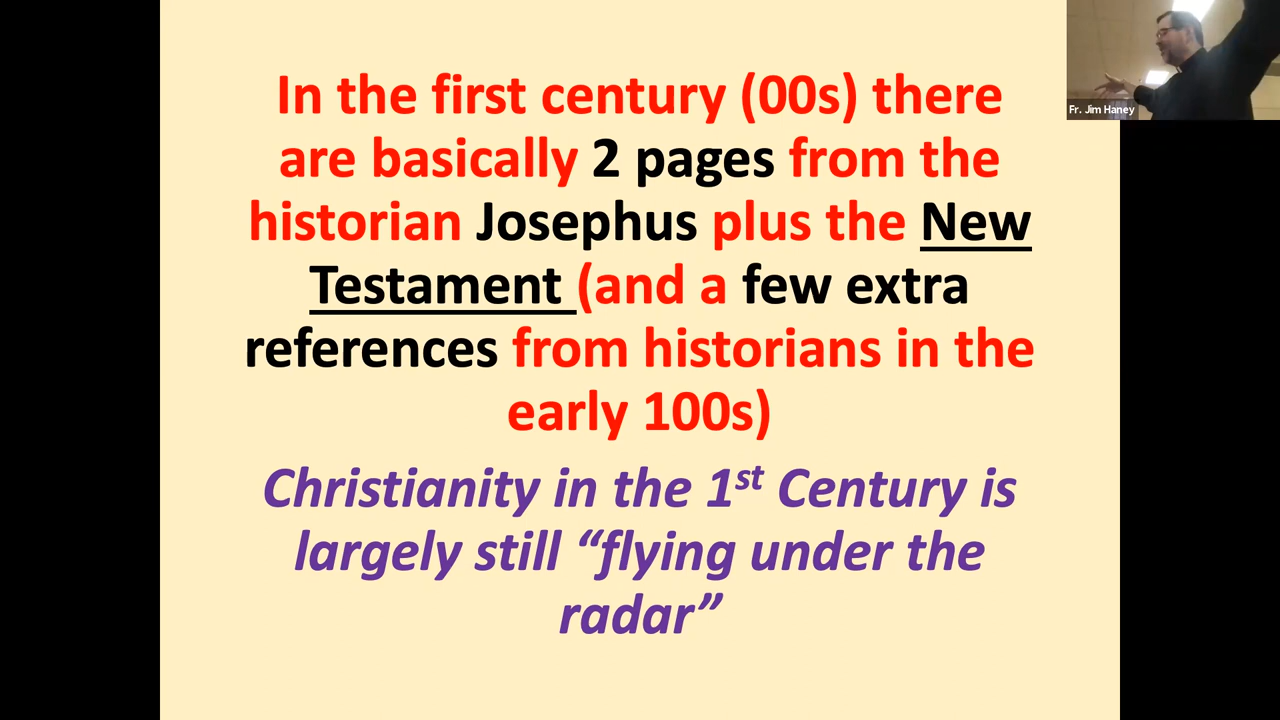 In the first century (00s) there
are basically 2 pages from the
historian Josephus plus the New
Testament (and a few extra
references from historians in the
early 100s)
Christianity in the 1st Century is
largely still “flying under the
radar”
Fr. Jim Haney